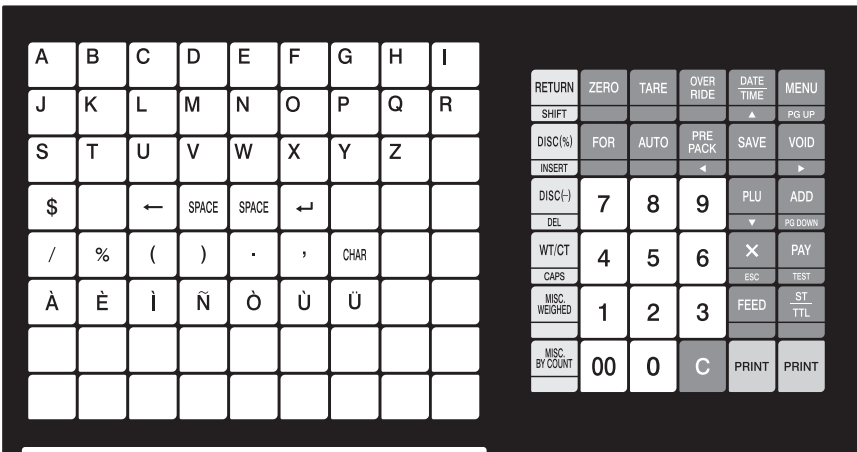 A B C D E F G H I
J K L M N O P Q R
S T U V W X Y Z
$ ← SPACE SPACE ↵
/ % ( ) · , CHAR
À È Ì Ñ Ò Ù Ü
RETURN ZERO TARE OVER RIDE DATE TIME MENU
SHIFT ▲ PG UP
DISC(%) FOR AUTO PRE PACK SAVE VOID
INSERT ◀ ▶
DISC(–) 7 8 9 PLU ADD
DEL ▼ PG DOWN
WT/CT 4 5 6 × PAY
CAPS ESC TEST
MISC. WEIGHED 1 2 3 FEED ST TTL
MISC. BY COUNT 00 0 C PRINT PRINT